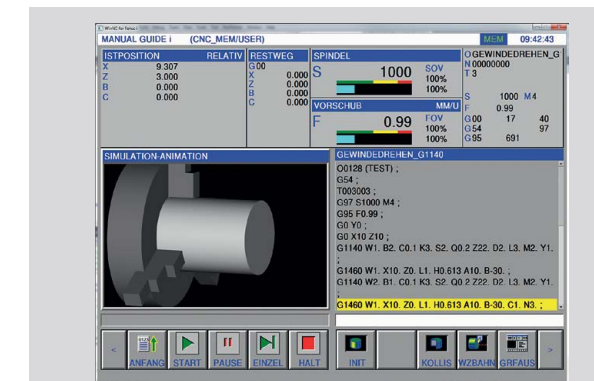 WinNC for Fanuc i
MANUAL GUIDE i (CNC_MEM/USER) MEM 09:42:43
ISTPOSITION RELATIV
X 9.307
Z 3.000
B 0.000
C 0.000
RESTWEG
G00
X 0.000
Z 0.000
B 0.000
C 0.000
SPINDEL
S 1000 SOV
100%
100%
VORSCHUB MM/U
F 0.99 FOV
100%
100%
O GEWINDEDREHEN_G
N 00000000
T 3
S 1000 M4
F 0.99
G00 17 40
G54 97
G95 691
SIMULATION-ANIMATION
GEWINDEDREHEN_G1140
O0128 (TEST) ;
G54 ;
T003003 ;
G97 S1000 M4 ;
G95 F0.99 ;
G0 Y0 ;
G0 X10 Z10 ;
G1140 W1. B2. C0.1 K3. S2. Q0.2 Z22. D2. L3. M2. Y1.
;
G1460 W1. X10. Z0. L1. H0.613 A10. B-30. ;
G1140 W2. B1. C0.1 K3. S2. Q0.2 Z22. D2. L3. M2. Y1.
;
G1460 W1. X10. Z0. L1. H0.613 A10. B-30. C1. N3. ;
< ANFANG START PAUSE EINZEL HALT INIT KOLLIS WZBAHN GRFAUS >